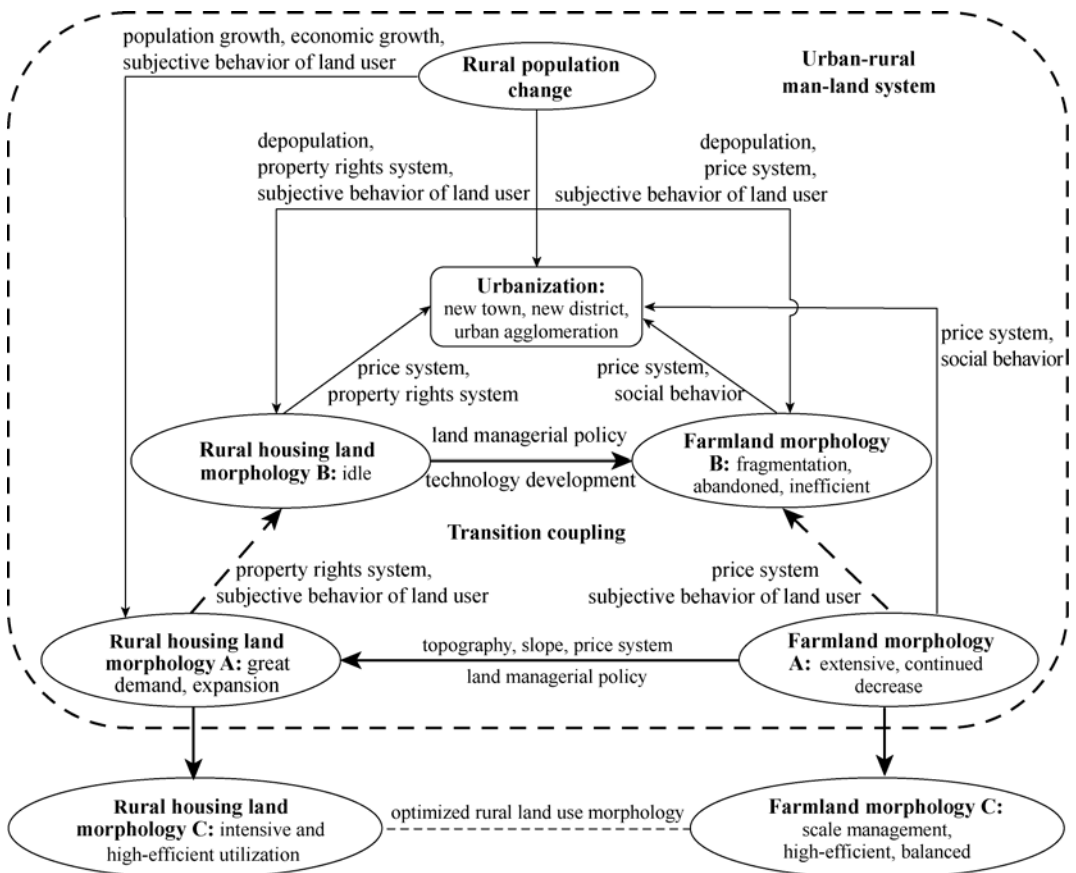 population growth, economic growth,
subjective behavior of land user
Rural population
change
Urban-rural
man-land system
depopulation,
property rights system,
subjective behavior of land user
depopulation,
price system,
subjective behavior of land user
Urbanization:
new town, new district,
urban agglomeration
price system,
social behavior
price system,
property rights system
price system,
social behavior
Rural housing land
morphology B: idle
land managerial policy
technology development
Farmland morphology
B: fragmentation,
abandoned, inefficient
Transition coupling
property rights system,
subjective behavior of land user
price system
subjective behavior of land user
Rural housing land
morphology A: great
demand, expansion
topography, slope, price system
land managerial policy
Farmland morphology
A: extensive, continued
decrease
Rural housing land
morphology C: intensive and
high-efficient utilization
optimized rural land use morphology
Farmland morphology C:
scale management,
high-efficient, balanced